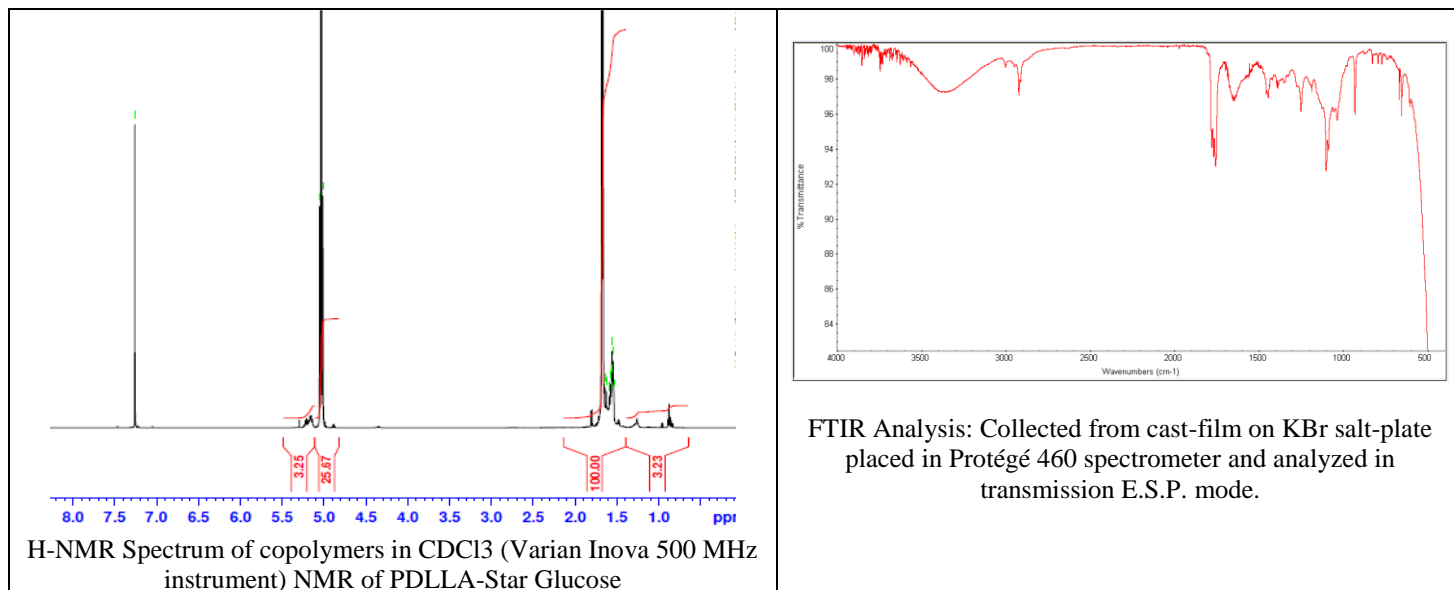 3.25
25.67
100.00
3.23
8.0 7.5 7.0 6.5 6.0 5.5 5.0 4.5 4.0 3.5 3.0 2.5 2.0 1.5 1.0 ppm
H-NMR Spectrum of copolymers in CDCl3 (Varian Inova 500 MHz
instrument) NMR of PDLLA-Star Glucose
100
98
96
94
92
90
88
86
84
% Transmittance
4000 3500 3000 2500 2000 1500 1000 500
Wavenumbers (cm-1)
FTIR Analysis: Collected from cast-film on KBr salt-plate
placed in Protégé 460 spectrometer and analyzed in
transmission E.S.P. mode.